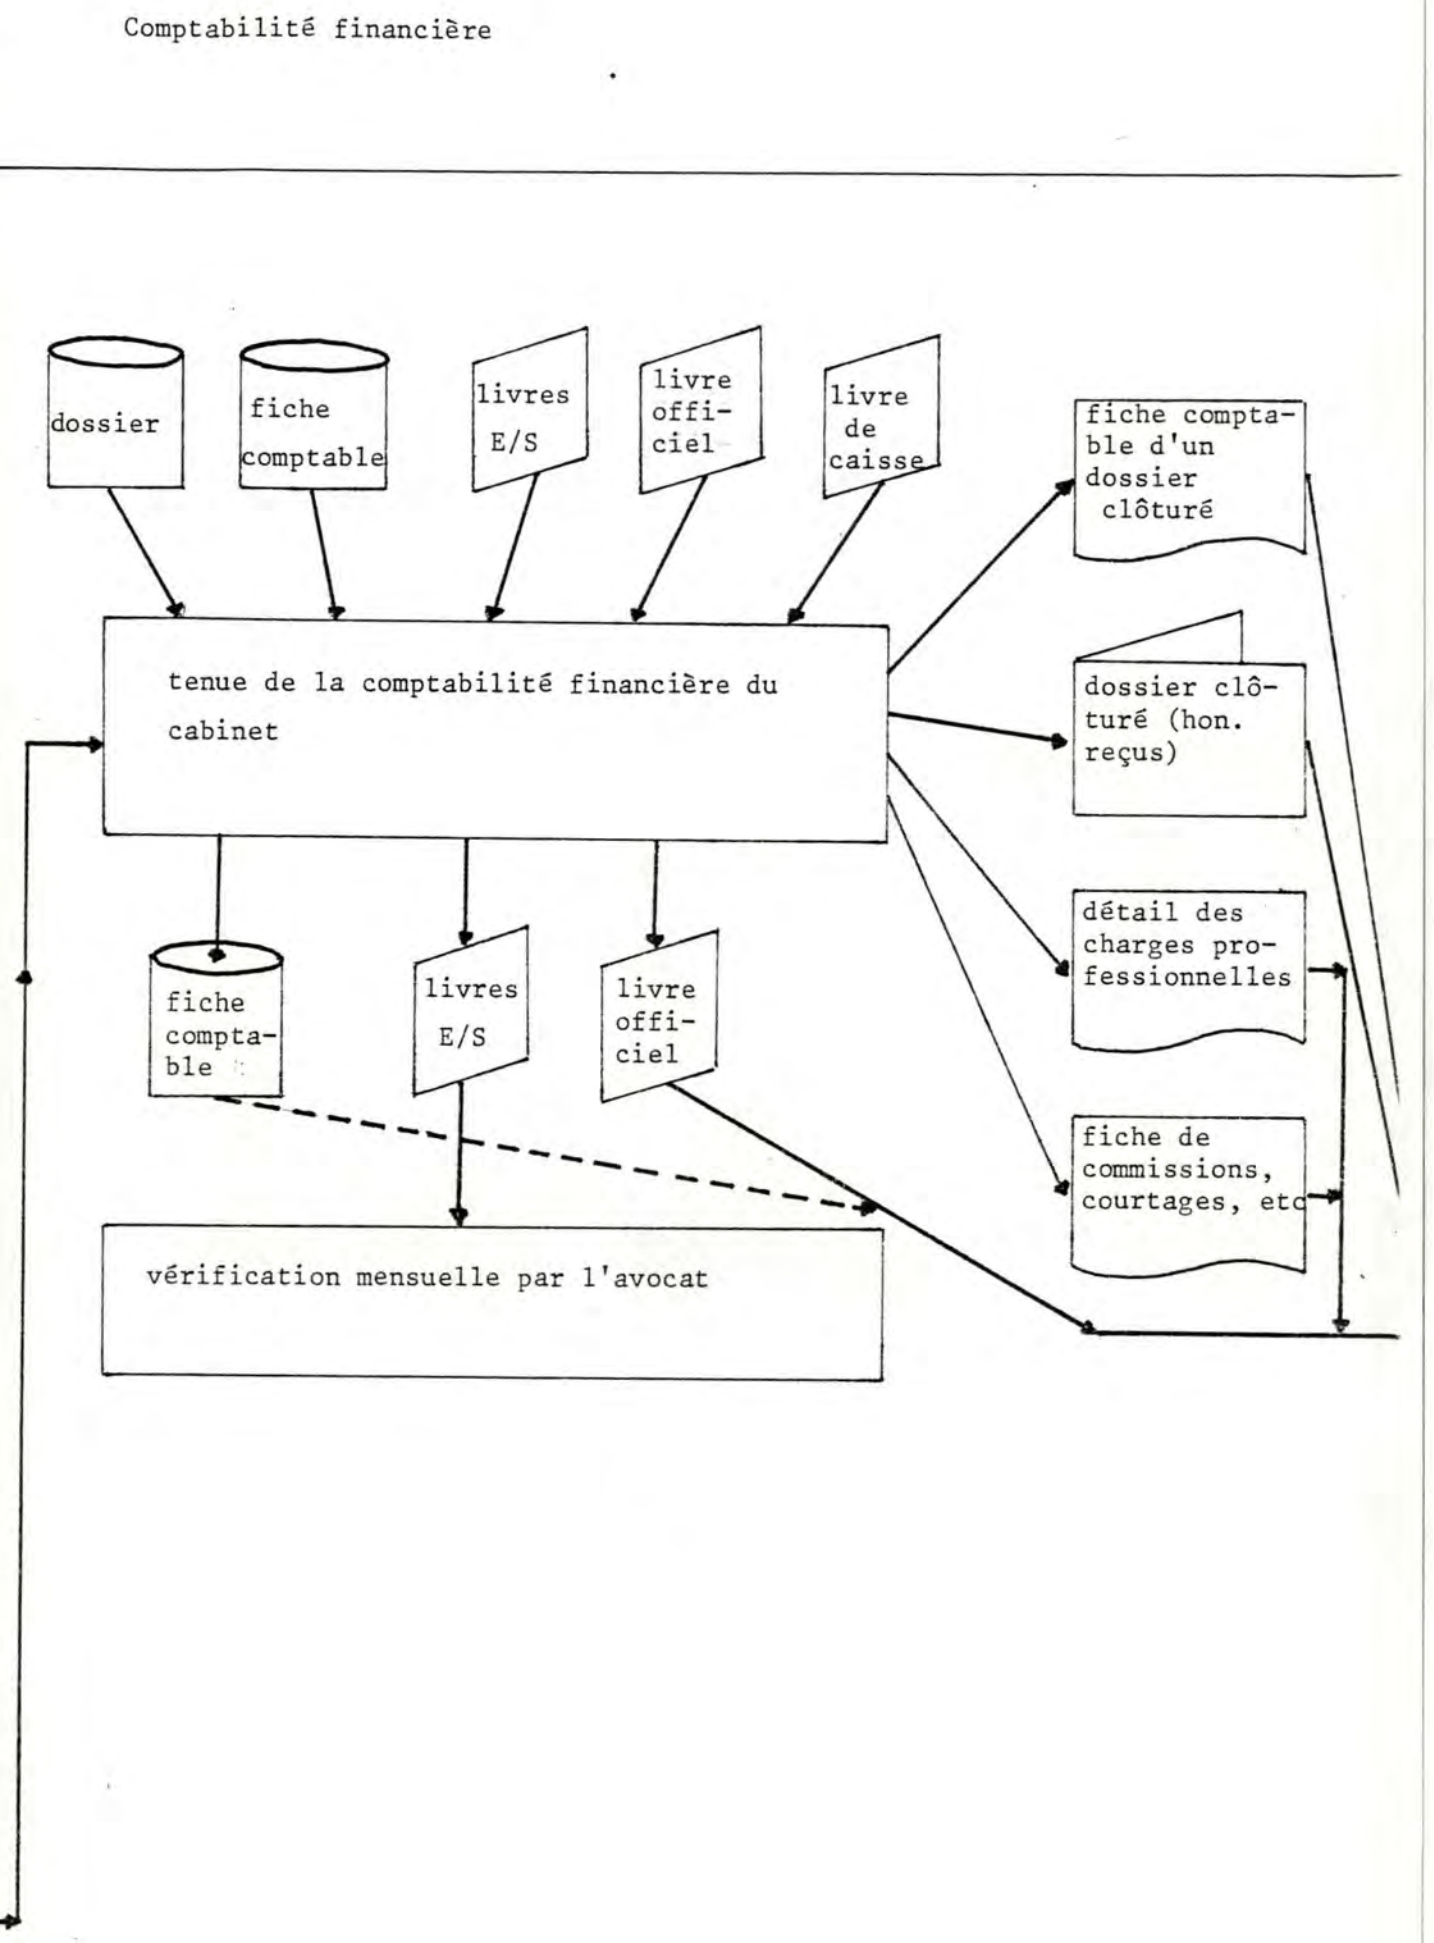 Comptabilité financière
dossier
fiche
comptable
livres
E/S
livre
offi-
ciel
livre
de
caisse
fiche compta-
ble d'un
dossier
clôturé
tenue de la comptabilité financière du
cabinet
dossier clô-
turé (hon.
reçus)
détail des
charges pro-
fessionnelles
fiche
compta-
ble
livres
E/S
livre
offi-
ciel
fiche de
commissions,
courtages, etc
vérification mensuelle par l'avocat